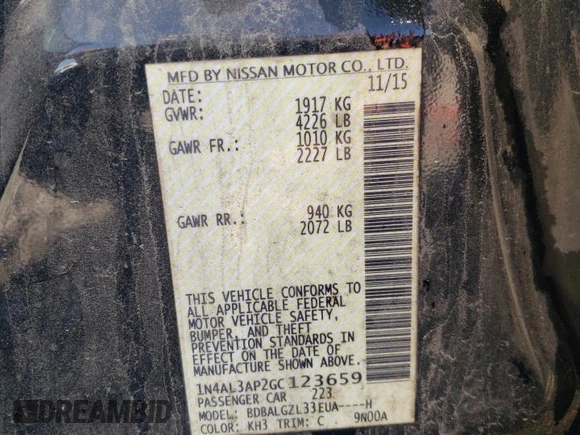 MFD BY NISSAN MOTOR CO., LTD.
DATE: 11/15
GVWR: 1917 KG
4226 LB
GAWR FR.: 1010 KG
2227 LB
GAWR RR.: 940 KG
2072 LB
THIS VEHICLE CONFORMS TO
ALL APPLICABLE FEDERAL
MOTOR VEHICLE SAFETY,
BUMPER, AND THEFT
PREVENTION STANDARDS IN
EFFECT ON THE DATE OF
MANUFACTURE SHOWN ABOVE.
1N4AL3AP2GC123659
PASSENGER CAR 223
MODEL: BDBALGZL33EUA----H
COLOR: KH3 TRIM: C 9N00A
DREAMBID